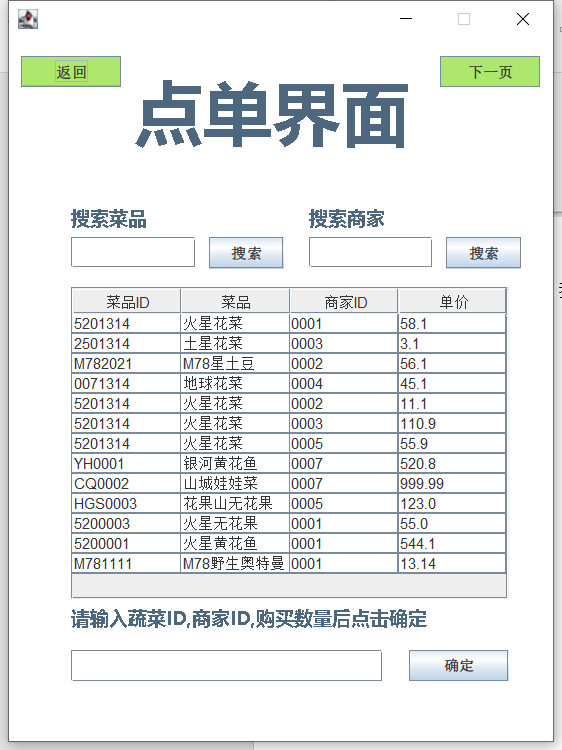 返回 下一页
点单界面
搜索菜品 搜索商家
搜索 搜索
菜品ID 菜品 商家ID 单价
5201314 火星花菜 0001 58.1
2501314 土星花菜 0003 3.1
M782021 M78星土豆 0002 56.1
0071314 地球花菜 0004 45.1
5201314 火星花菜 0002 11.1
5201314 火星花菜 0003 110.9
5201314 火星花菜 0005 55.9
YH0001 银河黄花鱼 0007 520.8
CQ0002 山城娃娃菜 0007 999.99
HGS0003 花果山无花果 0005 123.0
5200003 火星无花果 0001 55.0
5200001 火星黄花鱼 0001 544.1
M781111 M78野生奥特曼 0001 13.14
请输入蔬菜ID,商家ID,购买数量后点击确定
确定